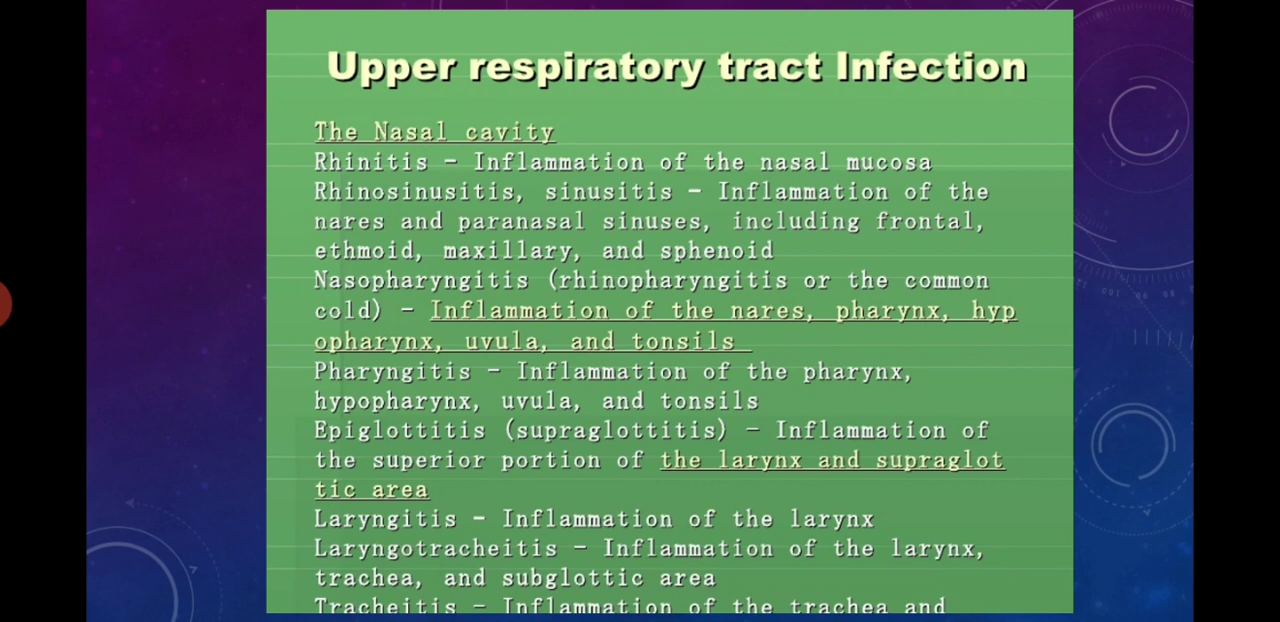 Upper respiratory tract Infection
The Nasal cavity
Rhinitis – Inflammation of the nasal mucosa
Rhinosinusitis, sinusitis – Inflammation of the
nares and paranasal sinuses, including frontal,
ethmoid, maxillary, and sphenoid
Nasopharyngitis (rhinopharyngitis or the common
cold) – Inflammation of the nares, pharynx, hyp
opharynx, uvula, and tonsils
Pharyngitis – Inflammation of the pharynx,
hypopharynx, uvula, and tonsils
Epiglottitis (supraglottitis) – Inflammation of
the superior portion of the larynx and supraglot
tic area
Laryngitis – Inflammation of the larynx
Laryngotracheitis – Inflammation of the larynx,
trachea, and subglottic area
Tracheitis – Inflammation of the trachea and